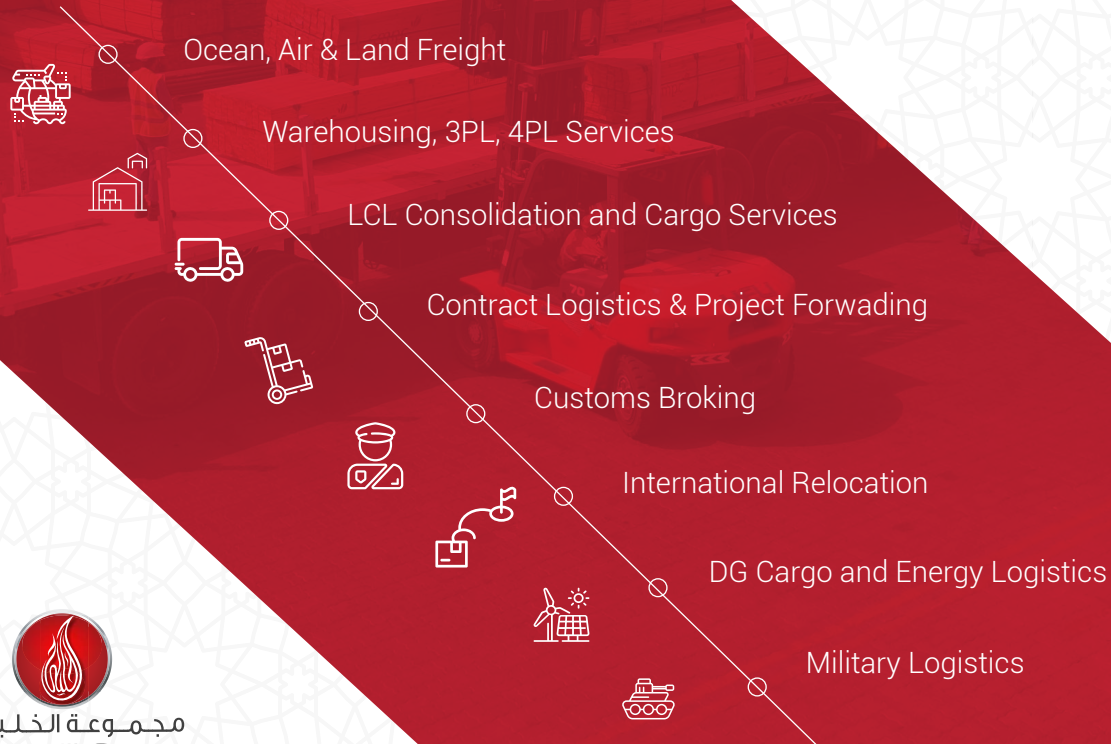 Ocean, Air & Land Freight
Warehousing, 3PL, 4PL Services
LCL Consolidation and Cargo Services
Contract Logistics & Project Forwading
Customs Broking
International Relocation
DG Cargo and Energy Logistics
Military Logistics
مجموعة